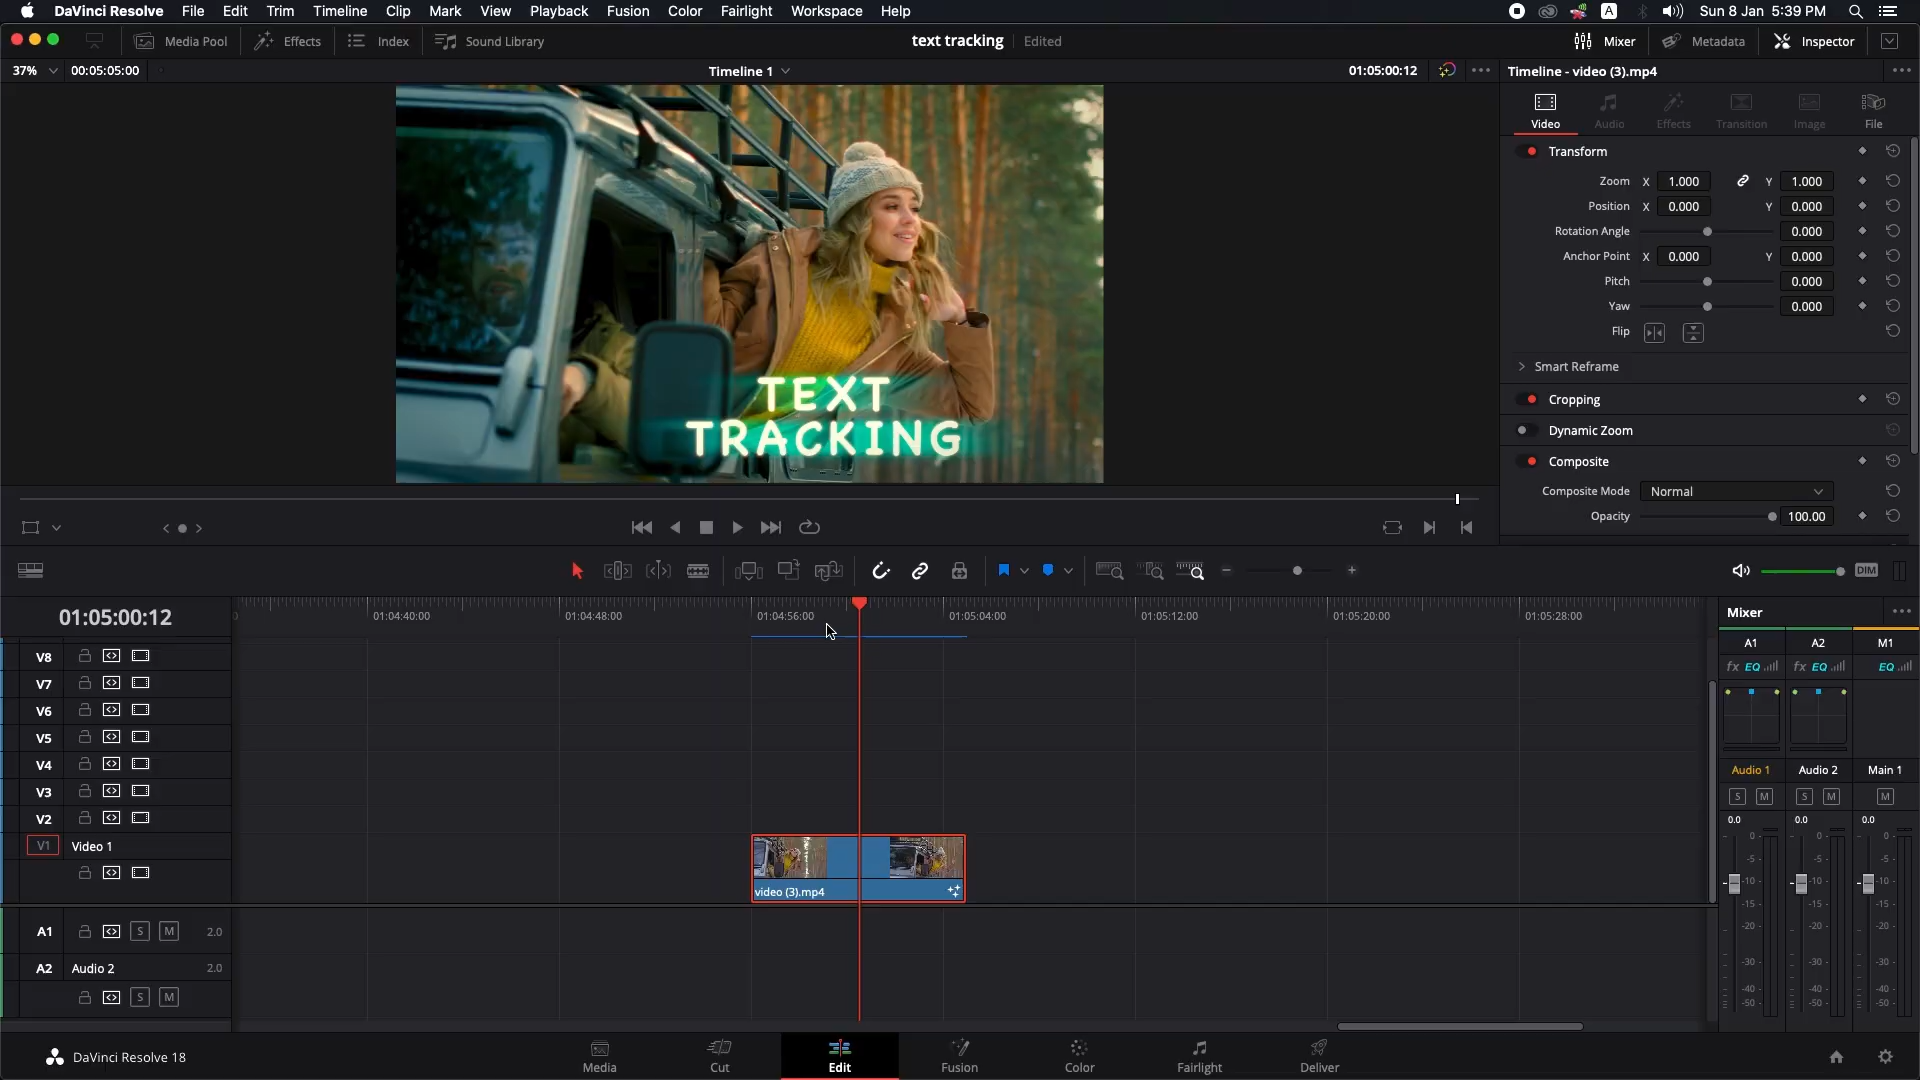 DaVinci Resolve File Edit Trim Timeline Clip Mark View Playback Fusion Color Fairlight Workspace Help A Sun 8 Jan 5:39 PM
Media Pool Effects Index Sound Library text tracking Edited Mixer Metadata Inspector
37% 00:05:05:00 Timeline 1 01:05:00:12 Timeline - video (3).mp4
Video Audio Effects Transition Image File
Transform
Zoom X 1.000 Y 1.000
Position X 0.000 Y 0.000
Rotation Angle 0.000
Anchor Point X 0.000 Y 0.000
Pitch 0.000
Yaw 0.000
Flip
Smart Reframe
Cropping
Dynamic Zoom
Composite
Composite Mode Normal
Opacity 100.00
TEXT
TRACKING
DIM
01:05:00:12
01:04:40:00 01:04:48:00 01:04:56:00 01:05:04:00 01:05:12:00 01:05:20:00 01:05:28:00
V8
V7
V6
V5
V4
V3
V2
V1 Video 1
video (3).mp4
A1 S M 2.0
A2 Audio 2 2.0
S M
Mixer
A1 A2 M1
fx EQ fx EQ EQ
Audio 1 Audio 2 Main 1
S M S M M
0.0 0.0 0.0
0- 0- 0-
-5- -5- -5-
-10- -10- -10-
-15- -15- -15-
-20- -20- -20-
-30- -30- -30-
-40- -40- -40-
-50- -50- -50-
DaVinci Resolve 18 Media Cut Edit Fusion Color Fairlight Deliver